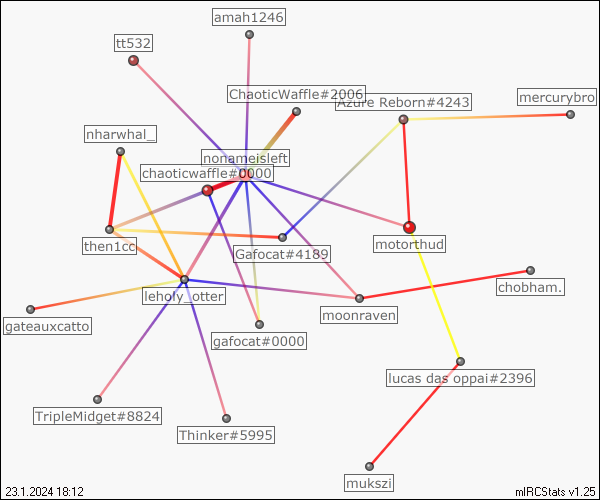 amah1246
tt532
ChaoticWaffle#2006
Azure Reborn#4243
mercurybro
nharwhal_
nonameisleft
chaoticwaffle#0000
then1cc
Gafocat#4189
motorthud
leholy_otter
chobham.
moonraven
gateauxcatto
gafocat#0000
lucas das oppai#2396
TripleMidget#8824
Thinker#5995
mukszi
23.1.2024 18:12
mIRCStats v1.25